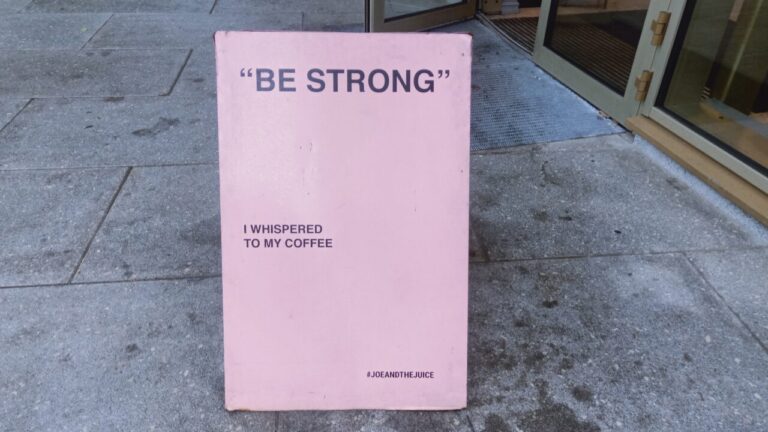 “BE STRONG”
I WHISPERED
TO MY COFFEE
#JOEANDTHEJUICE